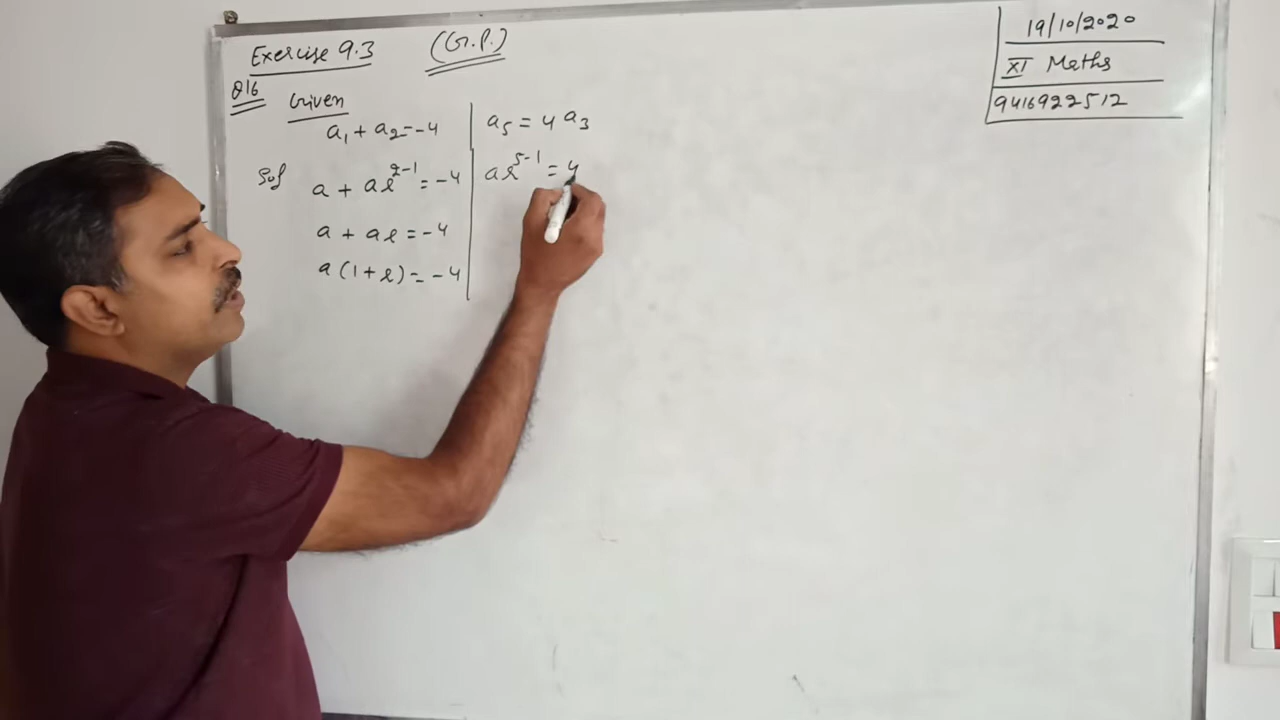 Exercise 9.3 (G.P.)
19/10/2020
XI Maths
9416922512
Q16 Given
a₁ + a₂ = -4
a₅ = 4 a₃
Sol a + ar²⁻¹ = -4
ar⁵⁻¹ = 4
a + ar = -4
a(1+r) = -4